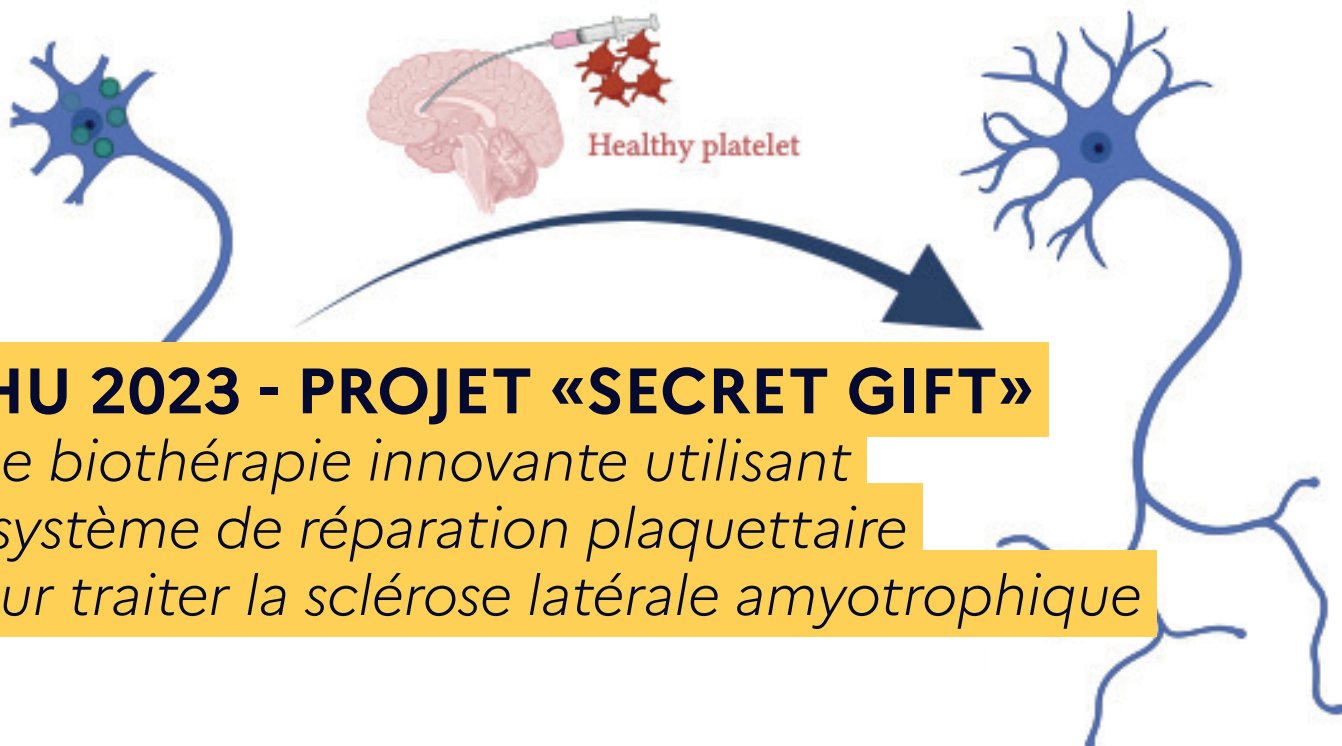 Healthy platelet
HU 2023 - PROJET «SECRET GIFT»
e biothérapie innovante utilisant
système de réparation plaquettaire
ur traiter la sclérose latérale amyotrophique